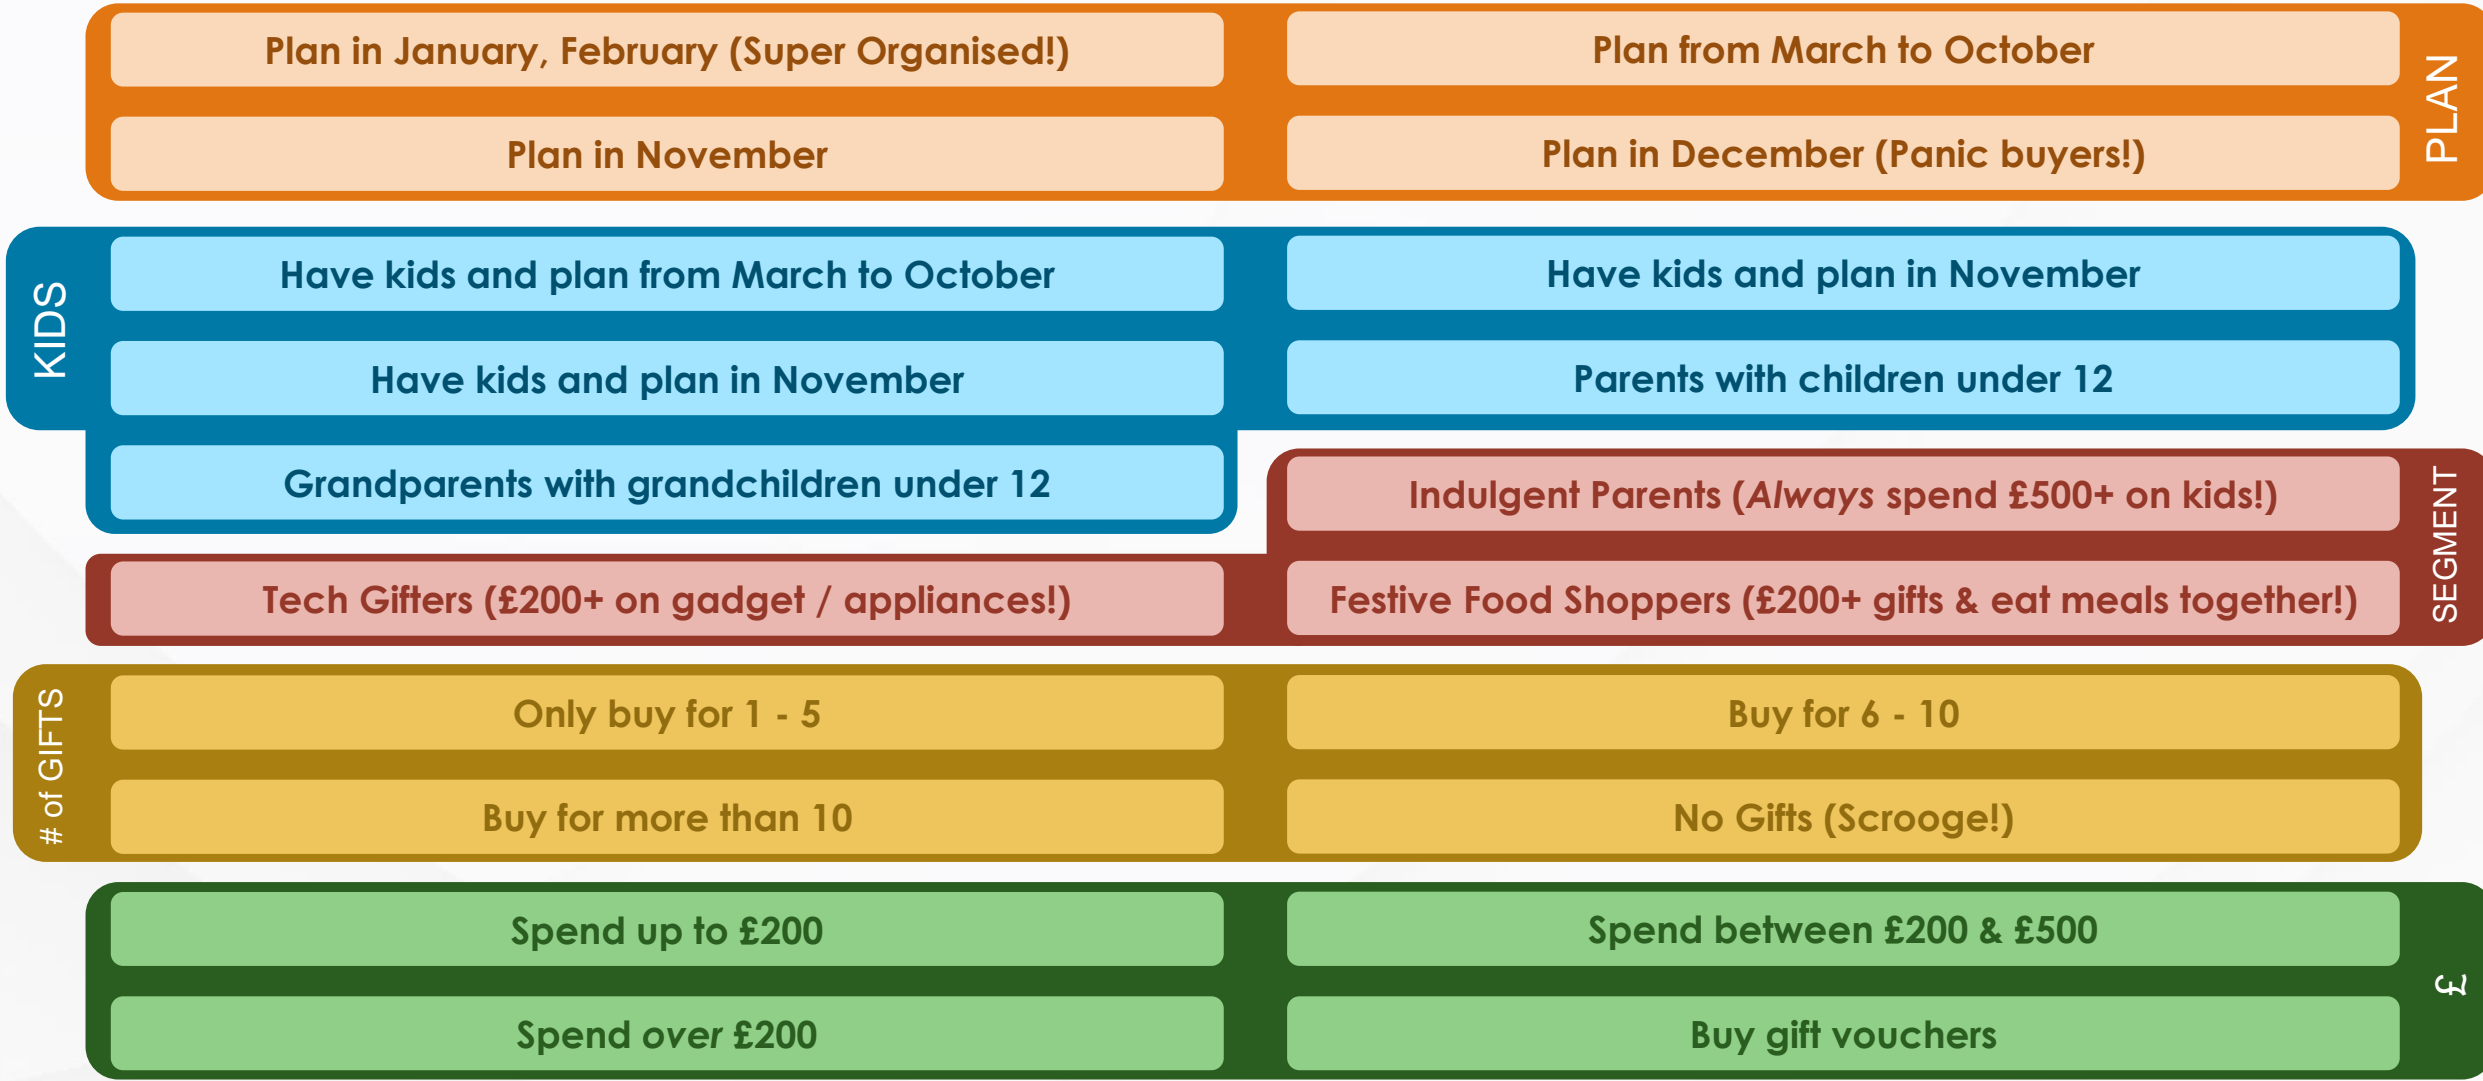 Plan in January, February (Super Organised!)
Plan from March to October
Plan in November
Plan in December (Panic buyers!)
PLAN
KIDS
Have kids and plan from March to October
Have kids and plan in November
Have kids and plan in November
Parents with children under 12
Grandparents with grandchildren under 12
Indulgent Parents (Always spend £500+ on kids!)
Tech Gifters (£200+ on gadget / appliances!)
Festive Food Shoppers (£200+ gifts & eat meals together!)
SEGMENT
# of GIFTS
Only buy for 1 - 5
Buy for 6 - 10
Buy for more than 10
No Gifts (Scrooge!)
Spend up to £200
Spend between £200 & £500
Spend over £200
Buy gift vouchers
£